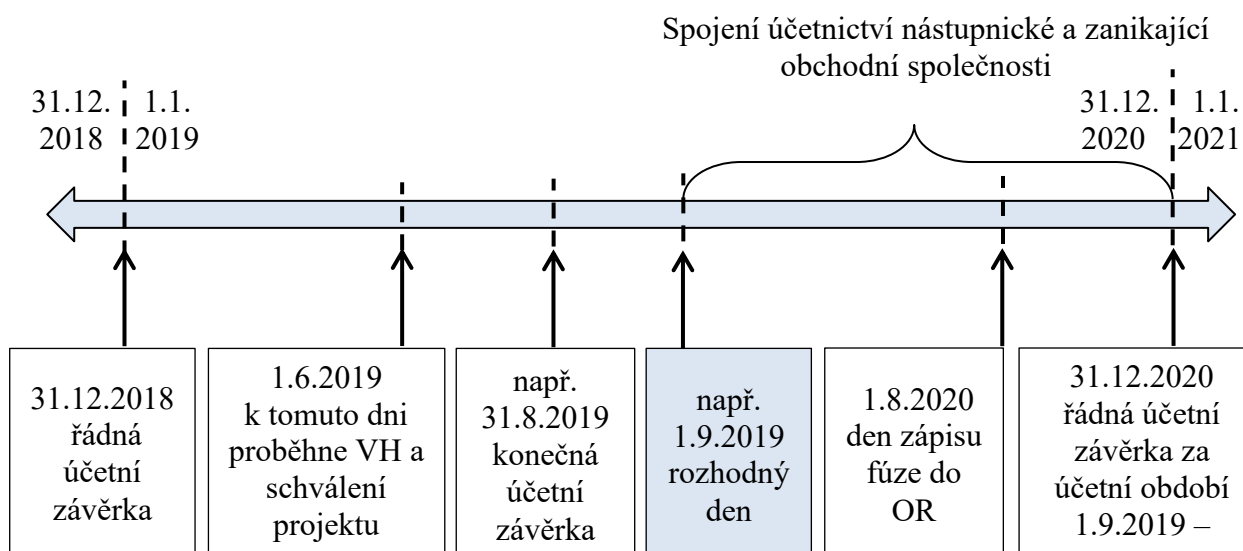 Spojení účetnictví nástupnické a zanikající
obchodní společnosti
31.12.
2018
1.1.
2019
31.12.
2020
1.1.
2021
31.12.2018
řádná
účetní
závěrka
1.6.2019
k tomuto dni
proběhne VH a
schválení
projektu
např.
31.8.2019
konečná
účetní
závěrka
např.
1.9.2019
rozhodný
den
1.8.2020
den zápisu
fúze do
OR
31.12.2020
řádná účetní
závěrka za
účetní období
1.9.2019 –